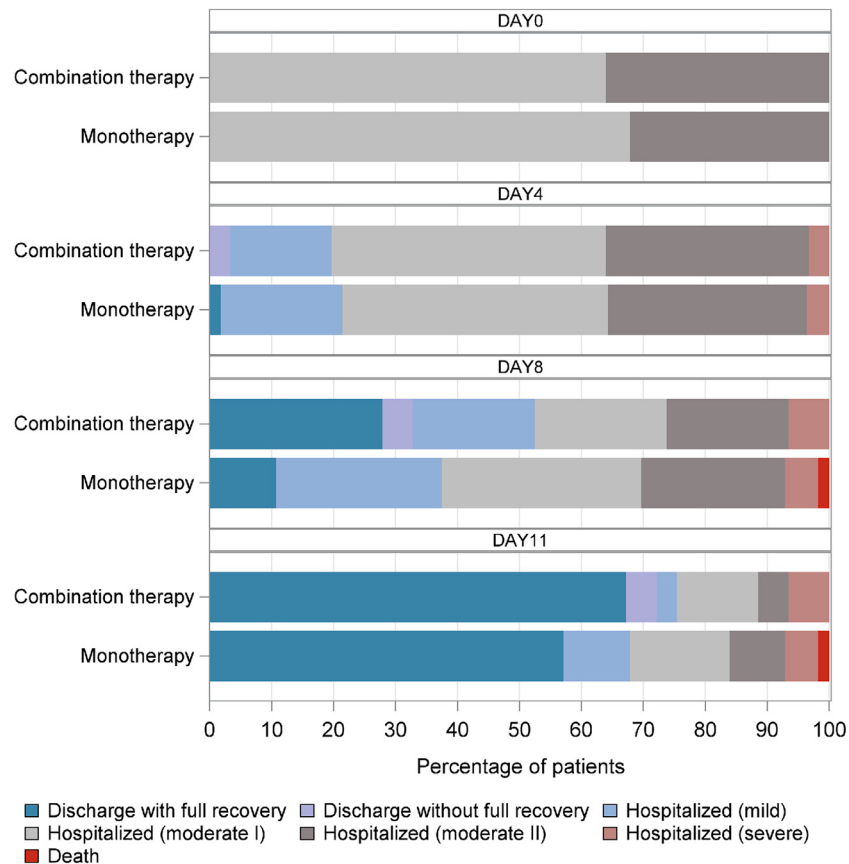 DAY0
Combination therapy
Monotherapy
DAY4
Combination therapy
Monotherapy
DAY8
Combination therapy
Monotherapy
DAY11
Combination therapy
Monotherapy
0 10 20 30 40 50 60 70 80 90 100
Percentage of patients
Discharge with full recovery Discharge without full recovery Hospitalized (mild)
Hospitalized (moderate I) Hospitalized (moderate II) Hospitalized (severe)
Death